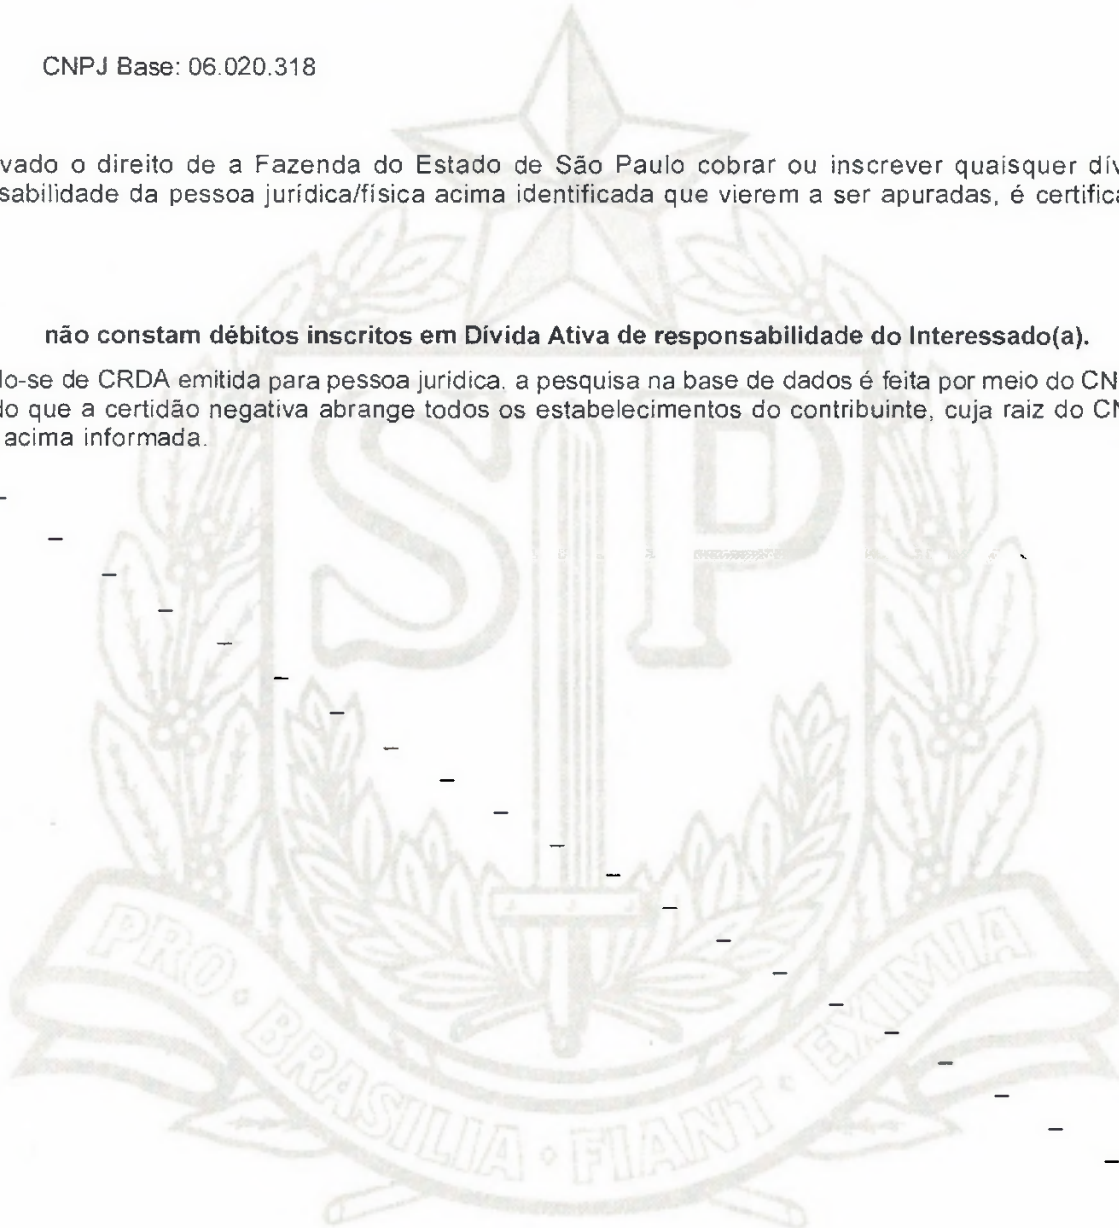 CNPJ Base: 06.020.318
vado o direito de a Fazenda do Estado de São Paulo cobrar ou inscrever quaisquer dív
sabilidade da pessoa jurídica/física acima identificada que vierem a ser apuradas, é certifica
não constam débitos inscritos em Dívida Ativa de responsabilidade do Interessado(a).
do-se de CRDA emitida para pessoa jurídica, a pesquisa na base de dados é feita por meio do CN
do que a certidão negativa abrange todos os estabelecimentos do contribuinte, cuja raiz do CN
acima informada.
SP
PRO • BRASILIA • FIANT • EXIMIA